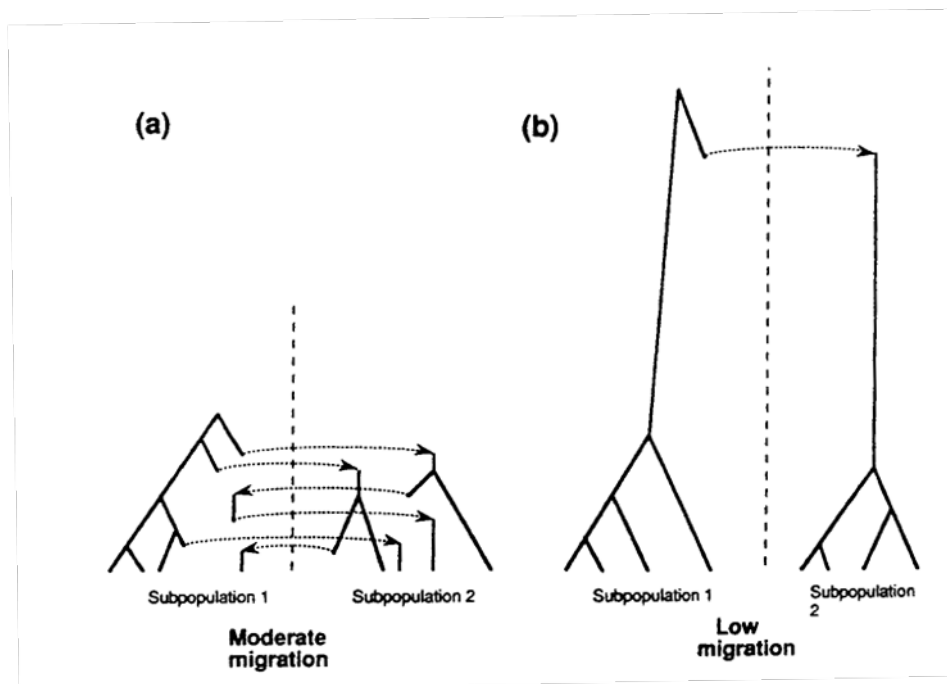 (a)
(b)
Subpopulation 1
Subpopulation 2
Subpopulation 1
Subpopulation
2
Moderate
migration
Low
migration